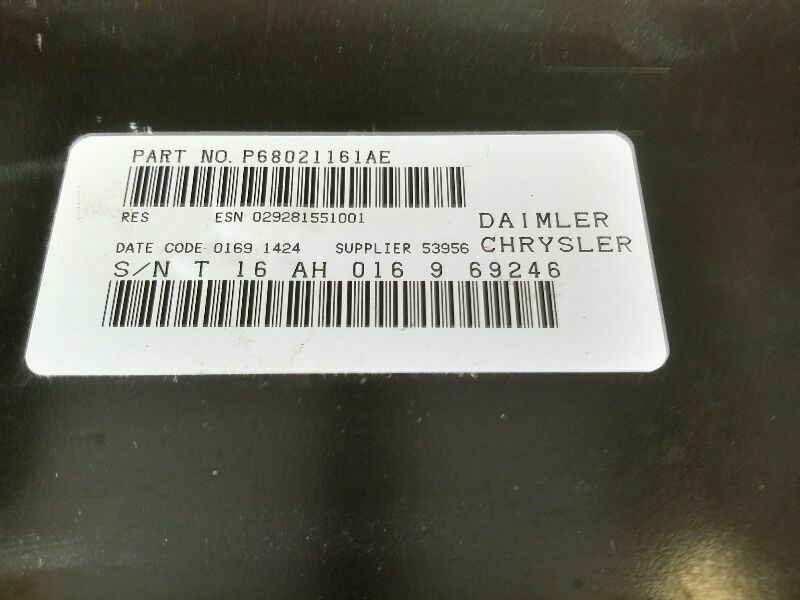 PART NO. P68021161AE
RES ESN 029281551001
DAIMLER
CHRYSLER
DATE CODE 0169 1424 SUPPLIER 53956
S/N T 16 AH 016 9 69246